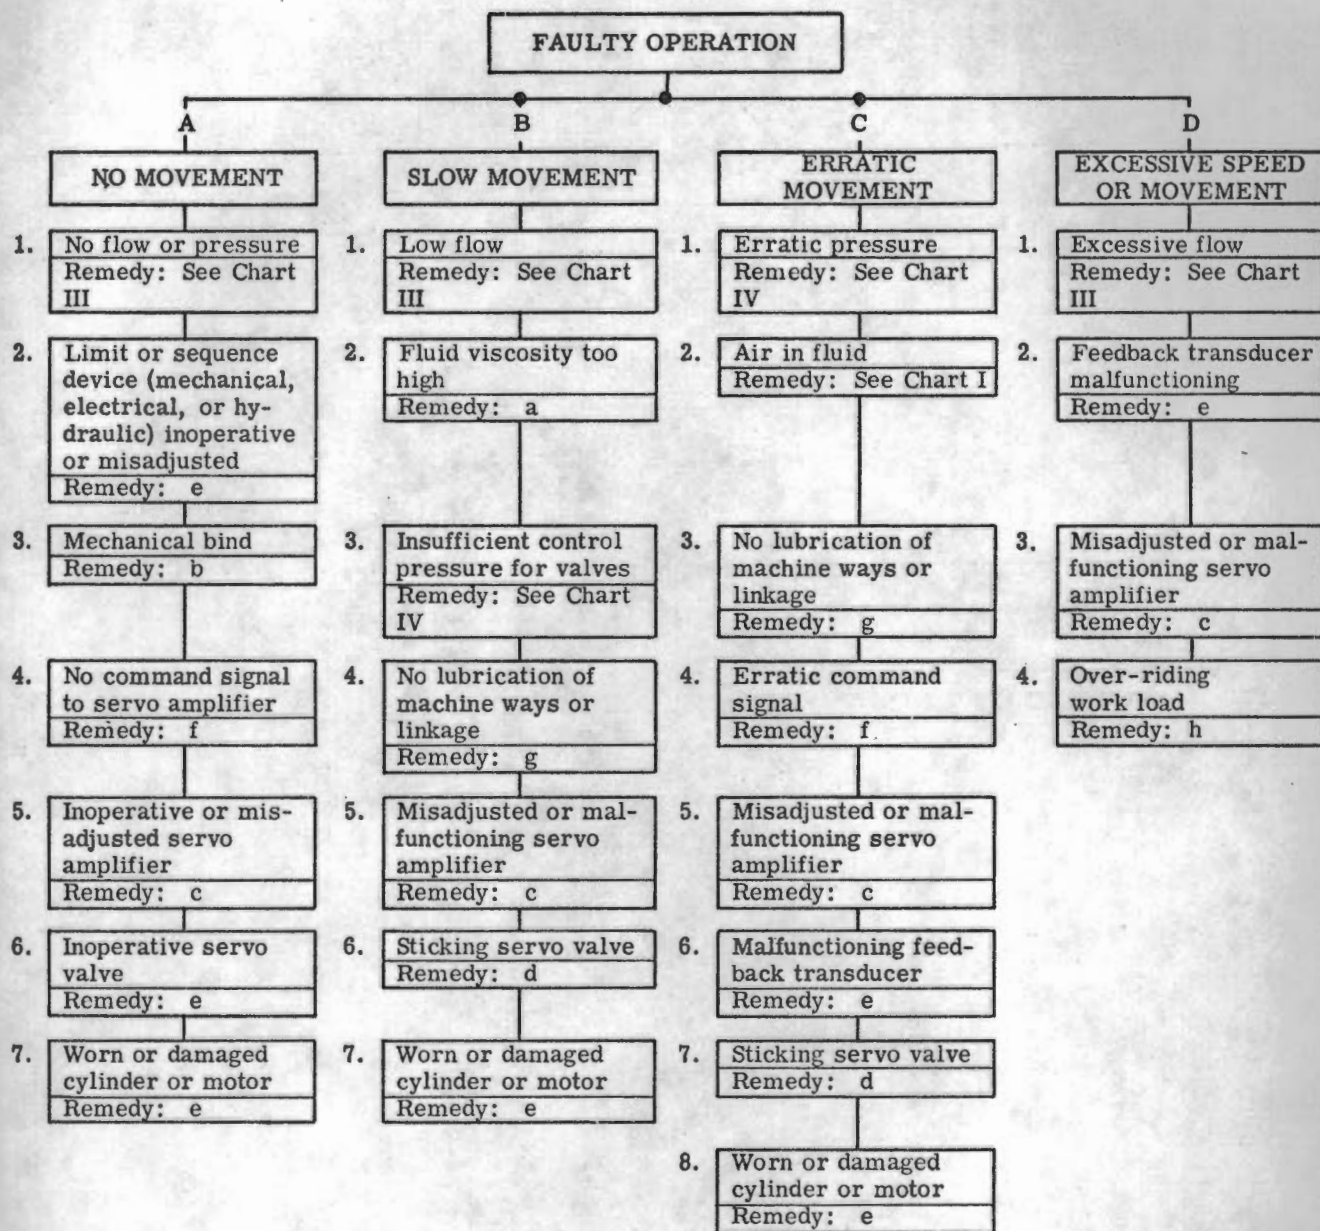 FAULTY OPERATION
A
B
C
D
NO MOVEMENT
SLOW MOVEMENT
ERRATIC
MOVEMENT
EXCESSIVE SPEED
OR MOVEMENT
1. No flow or pressure
Remedy: See Chart
III
2. Limit or sequence
device (mechanical,
electrical, or hy-
draulic) inoperative
or misadjusted
Remedy: e
3. Mechanical bind
Remedy: b
4. No command signal
to servo amplifier
Remedy: f
5. Inoperative or mis-
adjusted servo
amplifier
Remedy: c
6. Inoperative servo
valve
Remedy: e
7. Worn or damaged
cylinder or motor
Remedy: e
1. Low flow
Remedy: See Chart
III
2. Fluid viscosity too
high
Remedy: a
3. Insufficient control
pressure for valves
Remedy: See Chart
IV
4. No lubrication of
machine ways or
linkage
Remedy: g
5. Misadjusted or mal-
functioning servo
amplifier
Remedy: c
6. Sticking servo valve
Remedy: d
7. Worn or damaged
cylinder or motor
Remedy: e
1. Erratic pressure
Remedy: See Chart
IV
2. Air in fluid
Remedy: See Chart I
3. No lubrication of
machine ways or
linkage
Remedy: g
4. Erratic command
signal
Remedy: f
5. Misadjusted or mal-
functioning servo
amplifier
Remedy: c
6. Malfunctioning feed-
back transducer
Remedy: e
7. Sticking servo valve
Remedy: d
8. Worn or damaged
cylinder or motor
Remedy: e
1. Excessive flow
Remedy: See Chart
III
2. Feedback transducer
malfunctioning
Remedy: e
3. Misadjusted or mal-
functioning servo
amplifier
Remedy: c
4. Over-riding
work load
Remedy: h